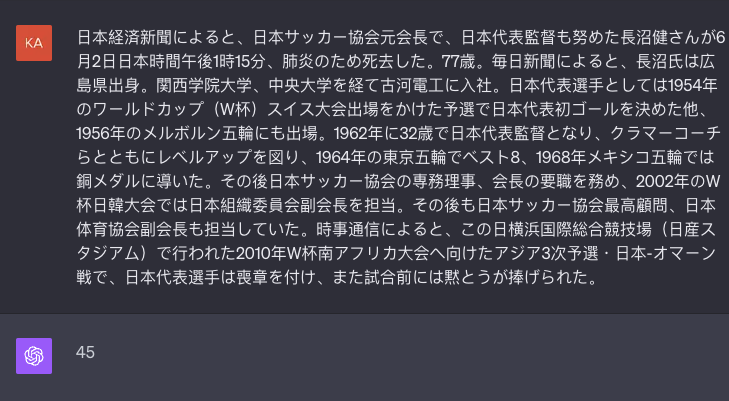 KA
日本経済新聞によると、日本サッカー協会元会長で、日本代表監督も努めた長沼健さんが6
月2日日本時間午後1時15分、肺炎のため死去した。77歳。毎日新聞によると、長沼氏は広
島県出身。関西学院大学、中央大学を経て古河電工に入社。日本代表選手としては1954年
のワールドカップ（W杯）スイス大会出場をかけた予選で日本代表初ゴールを決めた他、
1956年のメルボルン五輪にも出場。1962年に32歳で日本代表監督となり、クラマーコーチ
らとともにレベルアップを図り、1964年の東京五輪でベスト8、1968年メキシコ五輪では
銅メダルに導いた。その後日本サッカー協会の専務理事、会長の要職を務め、2002年のW
杯日韓大会では日本組織委員会副会長を担当。その後も日本サッカー協会最高顧問、日本
体育協会副会長も担当していた。時事通信によると、この日横浜国際総合競技場（日産ス
タジアム）で行われた2010年W杯南アフリカ大会へ向けたアジア3次予選・日本-オマーン
戦で、日本代表選手は喪章を付け、また試合前には黙とうが捧げられた。
45